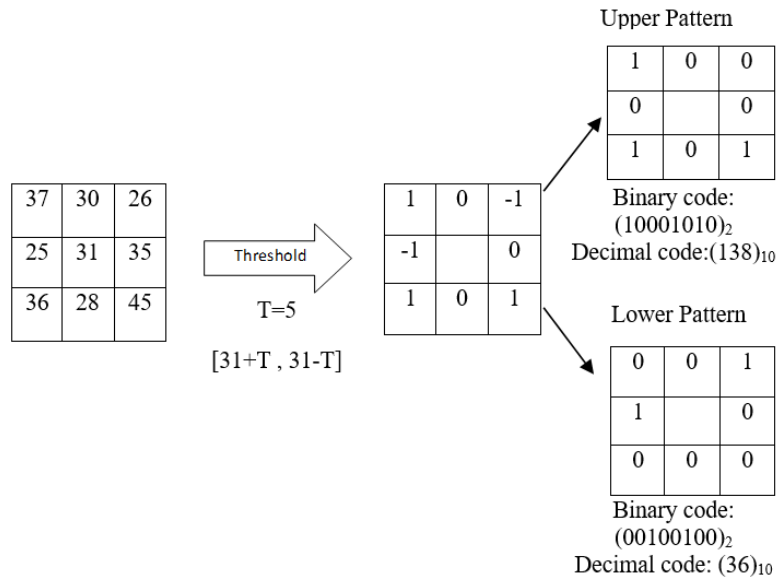 Upper Pattern
1 0 0
0 0
1 0 1
Binary code:
(10001010)₂
Decimal code:(138)₁₀
37 30 26
25 31 35
36 28 45
Threshold
T=5
[31+T , 31-T]
1 0 -1
-1 0
1 0 1
Lower Pattern
0 0 1
1 0
0 0 0
Binary code:
(00100100)₂
Decimal code: (36)₁₀